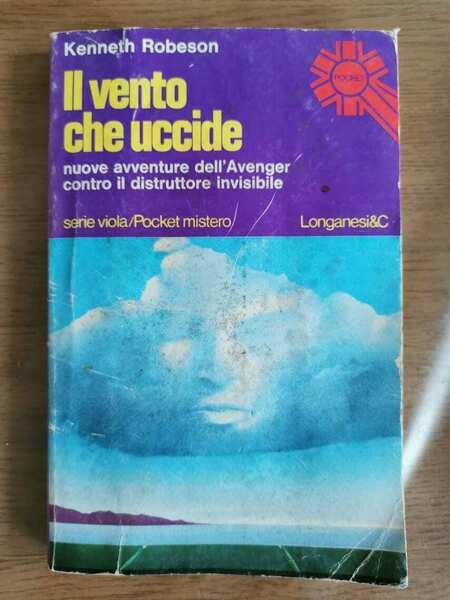 Kenneth Robeson
POCKET
Il vento
che uccide
nuove avventure dell'Avenger
contro il distruttore invisibile
serie viola/Pocket mistero
Longanesi&C